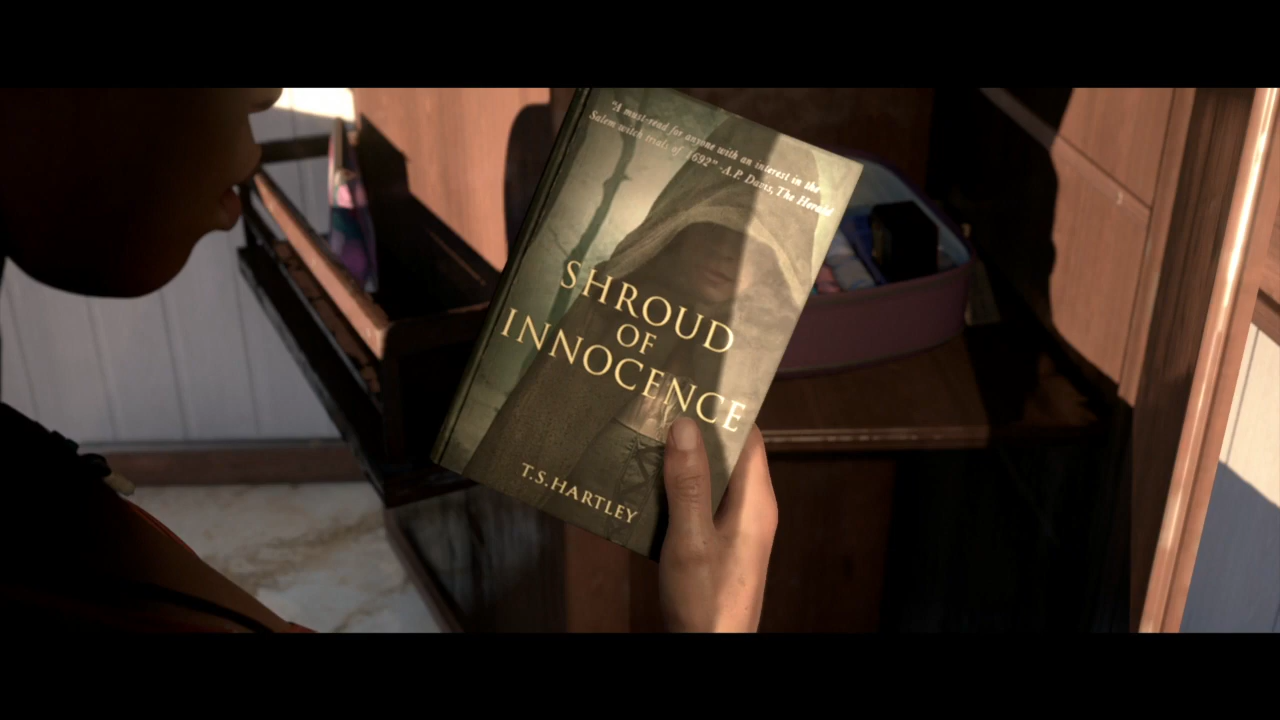 "A must-read for anyone with an interest in the
Salem witch trials of 1692" -A.P. Davis, The Herald
SHROUD
OF
INNOCENCE
T.S.HARTLEY